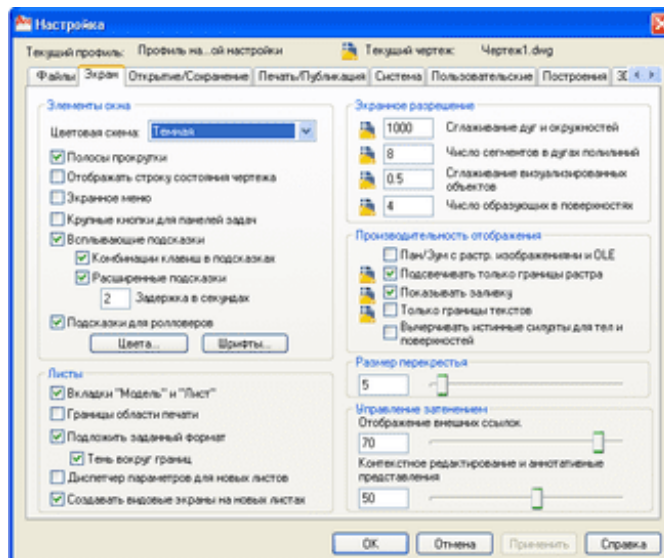 Настройка
Текущий профиль: Профиль на...ой настройки Текущий чертеж: Чертеж1.dwg
Файлы Экран Открытие/Сохранение Печать/Публикация Система Пользовательские Построения 3D
Элементы окна
Цветовая схема: Темная
Полосы прокрутки
Отображать строку состояния чертежа
Экранное меню
Крупные кнопки для панелей задач
Всплывающие подсказки
Комбинации клавиш в подсказках
Расширенные подсказки
2 Задержка в секундах
Подсказки для ролловеров
Цвета... Шрифты...
Листы
Вкладки "Модель" и "Лист"
Границы области печати
Подложить заданный формат
Тень вокруг границ
Диспетчер параметров для новых листов
Создавать видовые экраны на новых листах
Экранное разрешение
1000 Сглаживание дуг и окружностей
8 Число сегментов в дугах полилиний
0.5 Сглаживание визуализированных
объектов
4 Число образующих в поверхностях
Производительность отображения
Пан/Зум с растр. изображениями и OLE
Подсвечивать только границы растра
Показывать заливку
Только границы текстов
Вычерчивать истинные силуэты для тел и
поверхностей
Размер перекрестья
5
Управление затенением
Отображение внешних ссылок
70
Контекстное редактирование и аннотативные
представления
50
OK Отмена Применить Справка